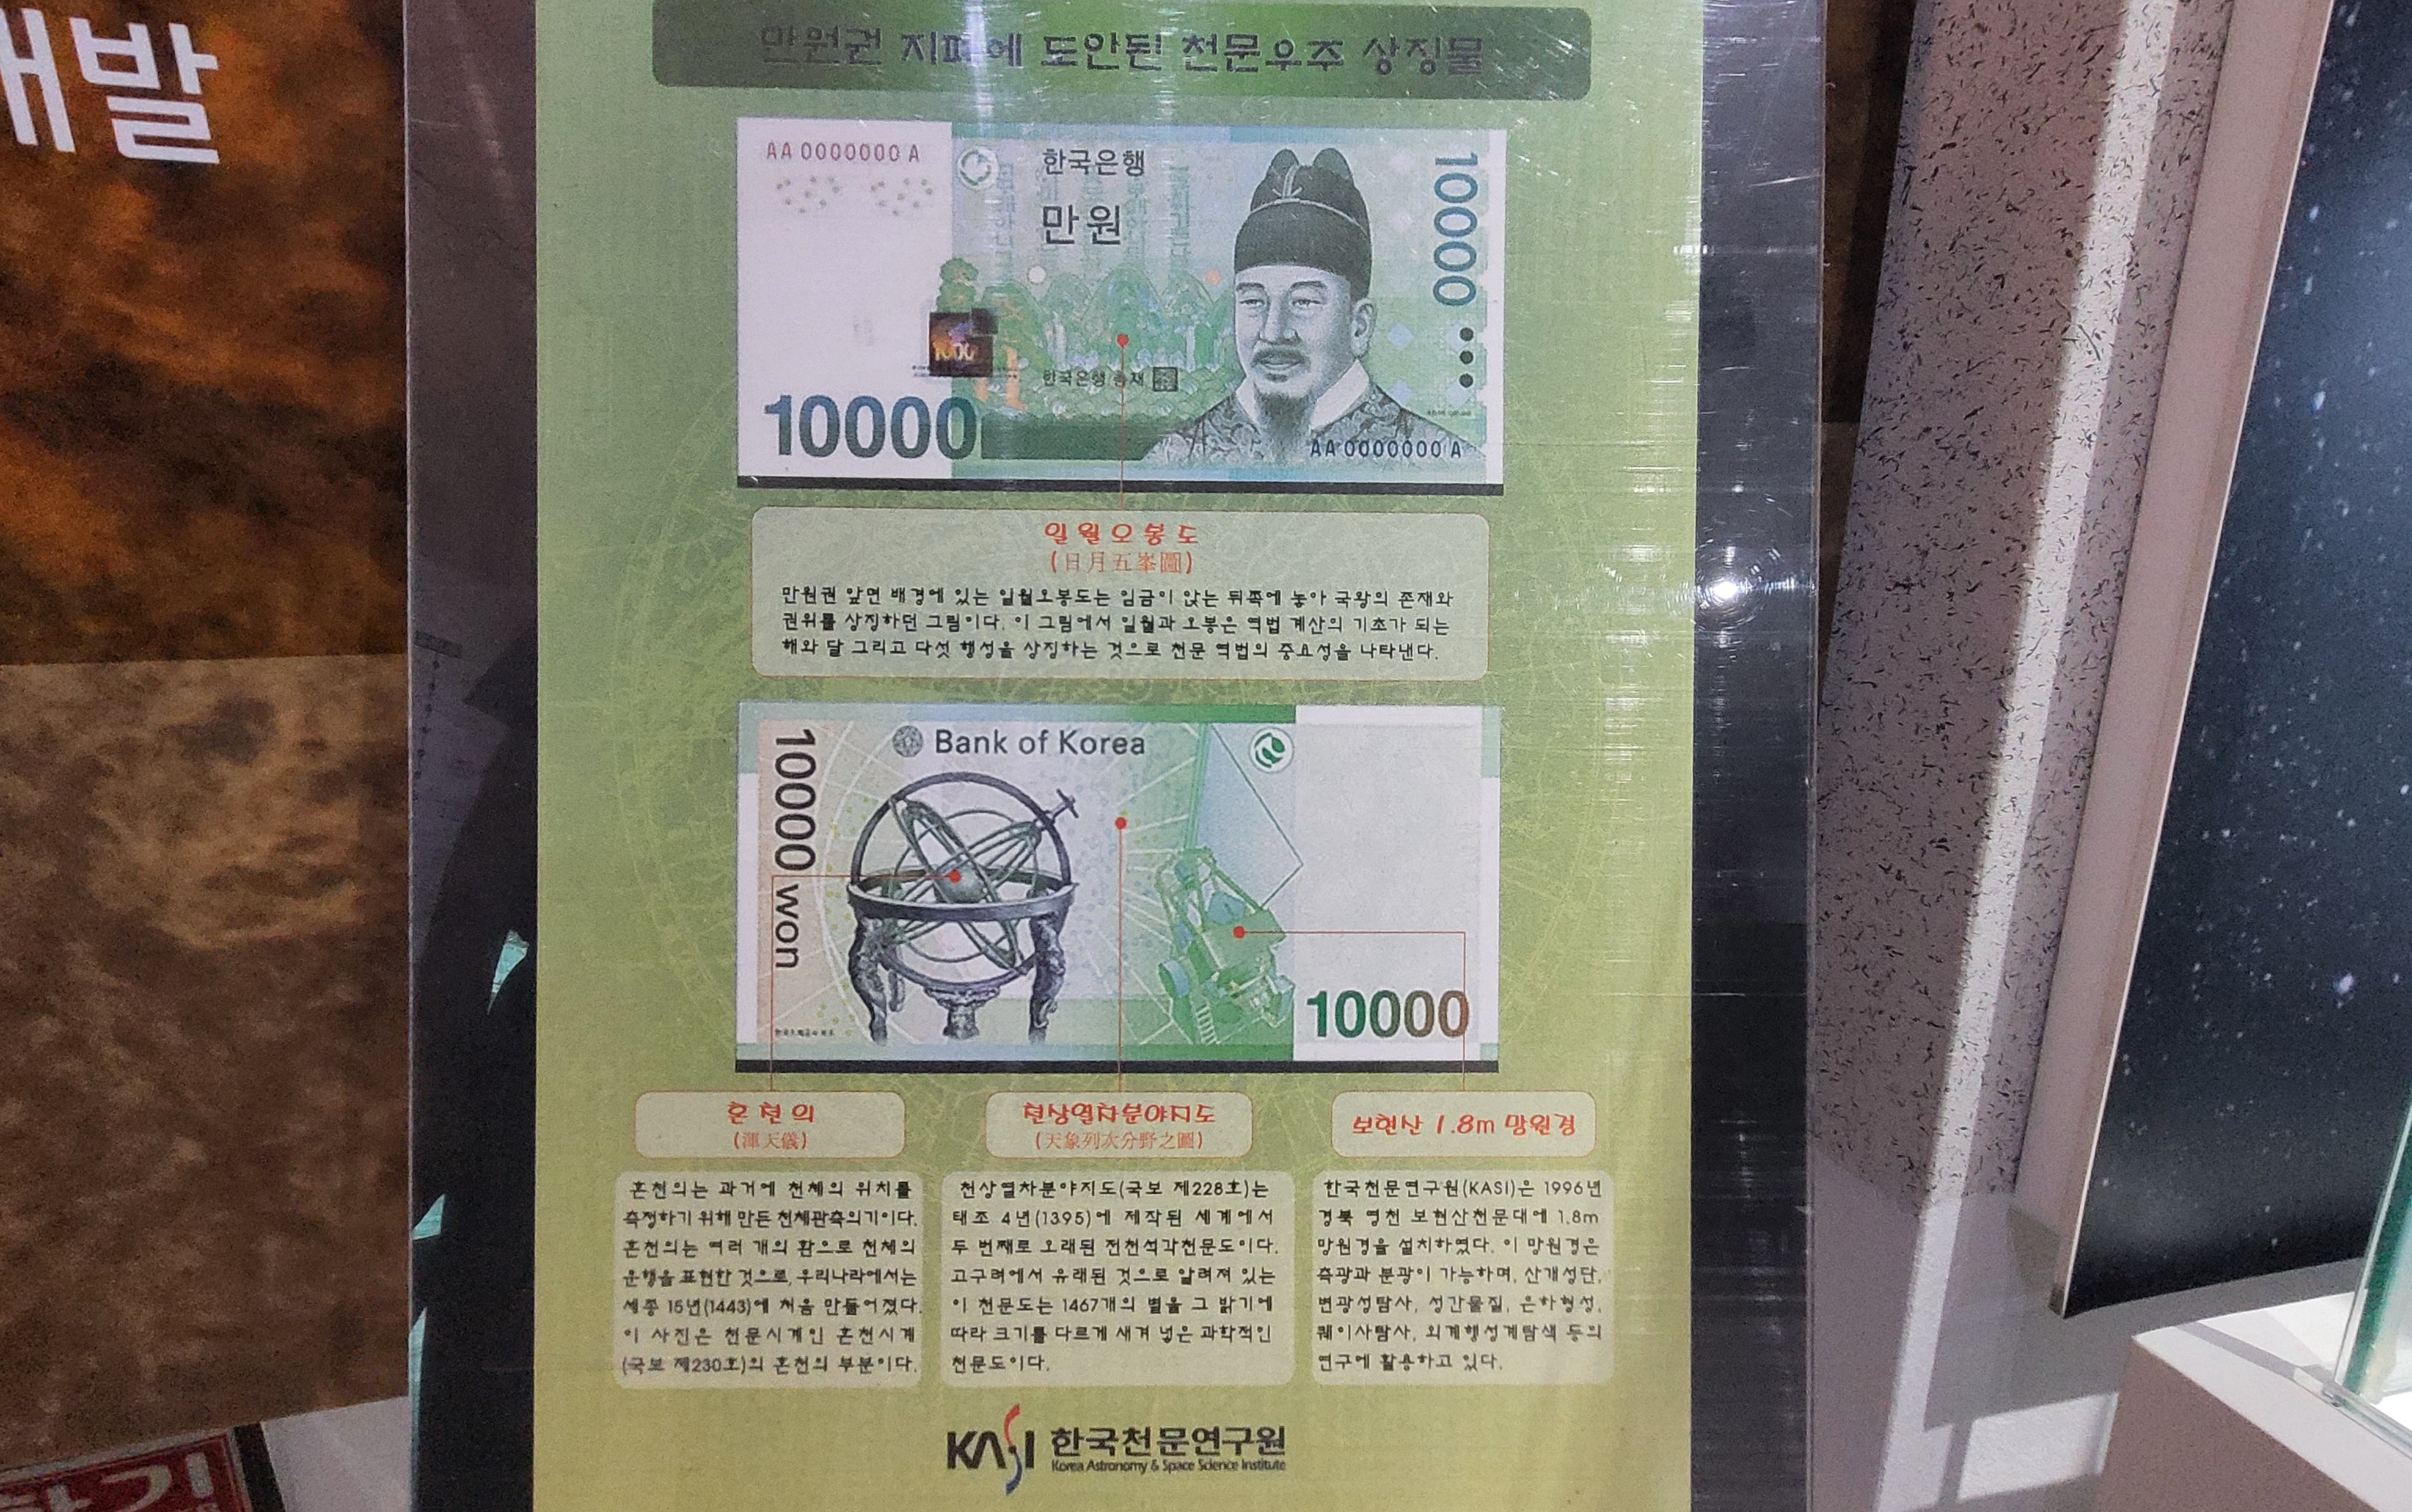 개발
만원권 지폐에 도안된 천문우주 상징물
AA 0000000 A
한국은행
만원
10000
한국은행 총재
10000
AA 0000000 A
일월오봉도
(日月五峯圖)
만원권 앞면 배경에 있는 일월오봉도는 임금이 앉는 뒤쪽에 놓아 국왕의 존재와
권위를 상징하던 그림이다. 이 그림에서 일월과 오봉은 역법 계산의 기초가 되는
해와 달 그리고 다섯 행성을 상징하는 것으로 천문 역법의 중요성을 나타낸다.
10000 won
Bank of Korea
10000
혼천의
(渾天儀)
혼천의는 과거에 천체의 위치를
측정하기 위해 만든 천체관측의기이다.
혼천의는 여러 개의 환으로 천체의
운행을 표현한 것으로, 우리나라에서는
세종 15년(1443)에 처음 만들어졌다.
이 사진은 천문시계인 혼천시계
(국보 제230호)의 혼천의 부분이다.
천상열차분야지도
(天象列次分野之圖)
천상열차분야지도(국보 제228호)는
태조 4년(1395)에 제작된 세계에서
두 번째로 오래된 전천석각천문도이다.
고구려에서 유래된 것으로 알려져 있는
이 천문도는 1467개의 별을 그 밝기에
따라 크기를 다르게 새겨 넣은 과학적인
천문도이다.
보현산 1.8m 망원경
한국천문연구원(KASI)은 1996년
경북 영천 보현산천문대에 1.8m
망원경을 설치하였다. 이 망원경은
측광과 분광이 가능하며, 산개성단,
변광성탐사, 성간물질, 은하형성,
퀘이사탐사, 외계행성계탐색 등의
연구에 활용하고 있다.
KASI 한국천문연구원
Korea Astronomy & Space Science Institute